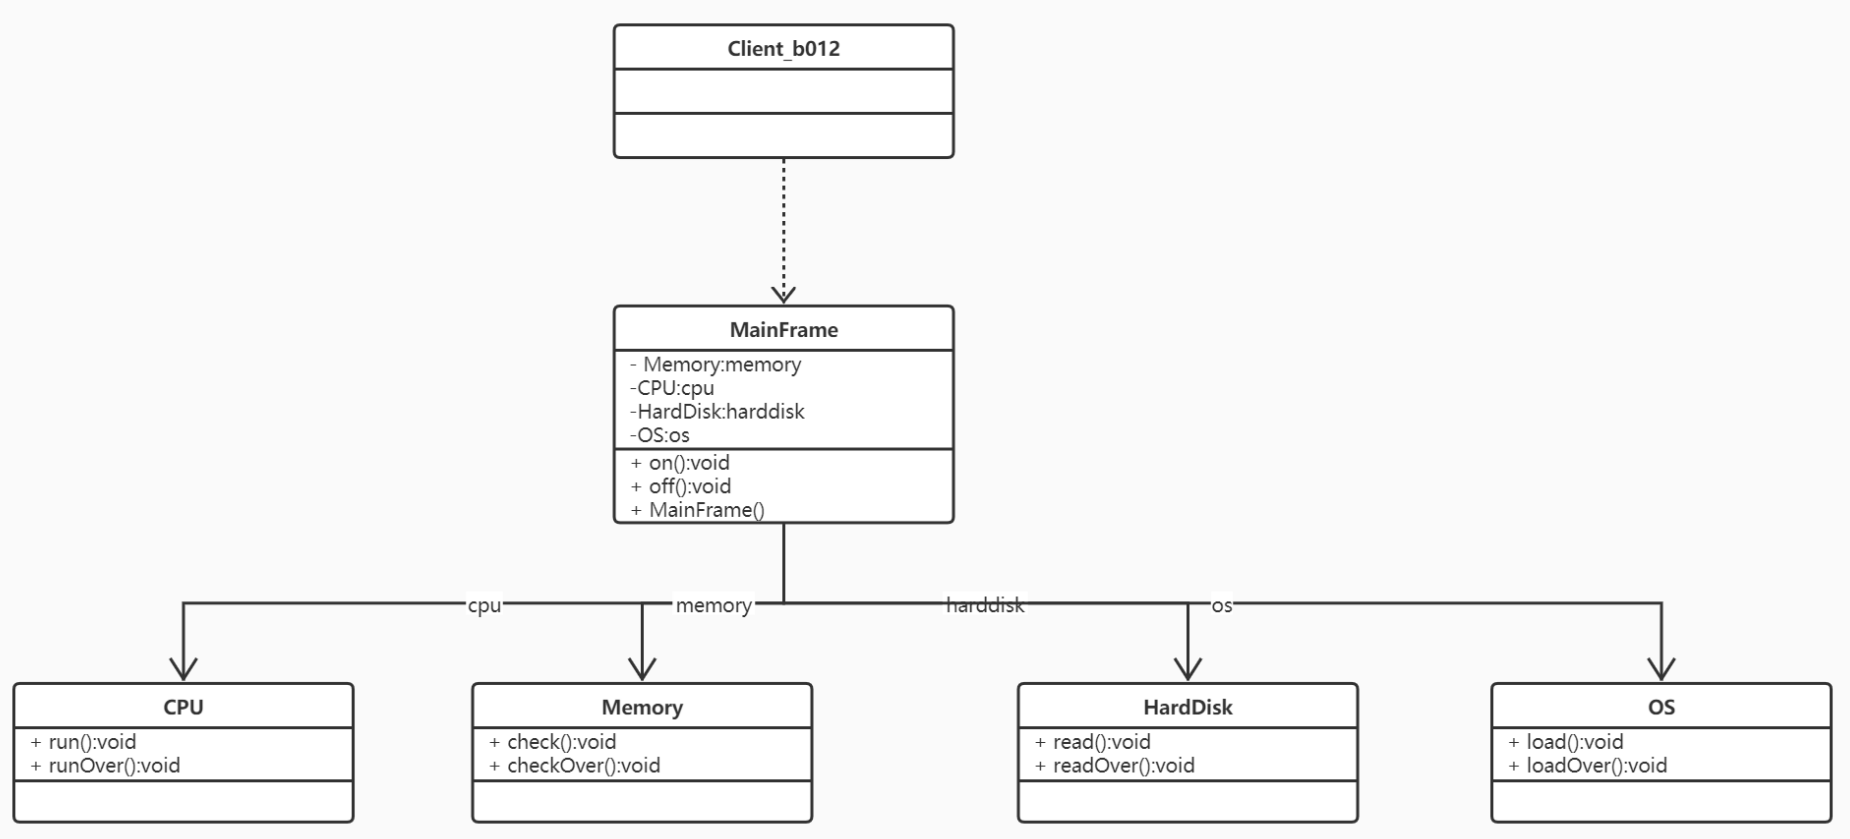 Client_b012
MainFrame
- Memory:memory
-CPU:cpu
-HardDisk:harddisk
-OS:os
+ on():void
+ off():void
+ MainFrame()
cpu
memory
harddisk
os
CPU
+ run():void
+ runOver():void
Memory
+ check():void
+ checkOver():void
HardDisk
+ read():void
+ readOver():void
OS
+ load():void
+ loadOver():void